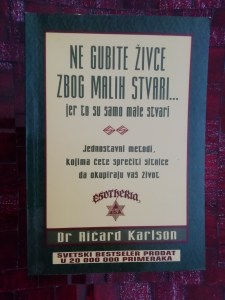 NE GUBITE ŽIVCE
ZBOG MALIH STVARI...
jer to su samo male stvari
Jednostavni metodi,
kojima ćete sprečiti sitnice
da okupiraju vaš život
ESOTHERIA
Dr Ričard Karlson
SVETSKI BESTSELER PRODAT
U 20 000 000 PRIMERAKA